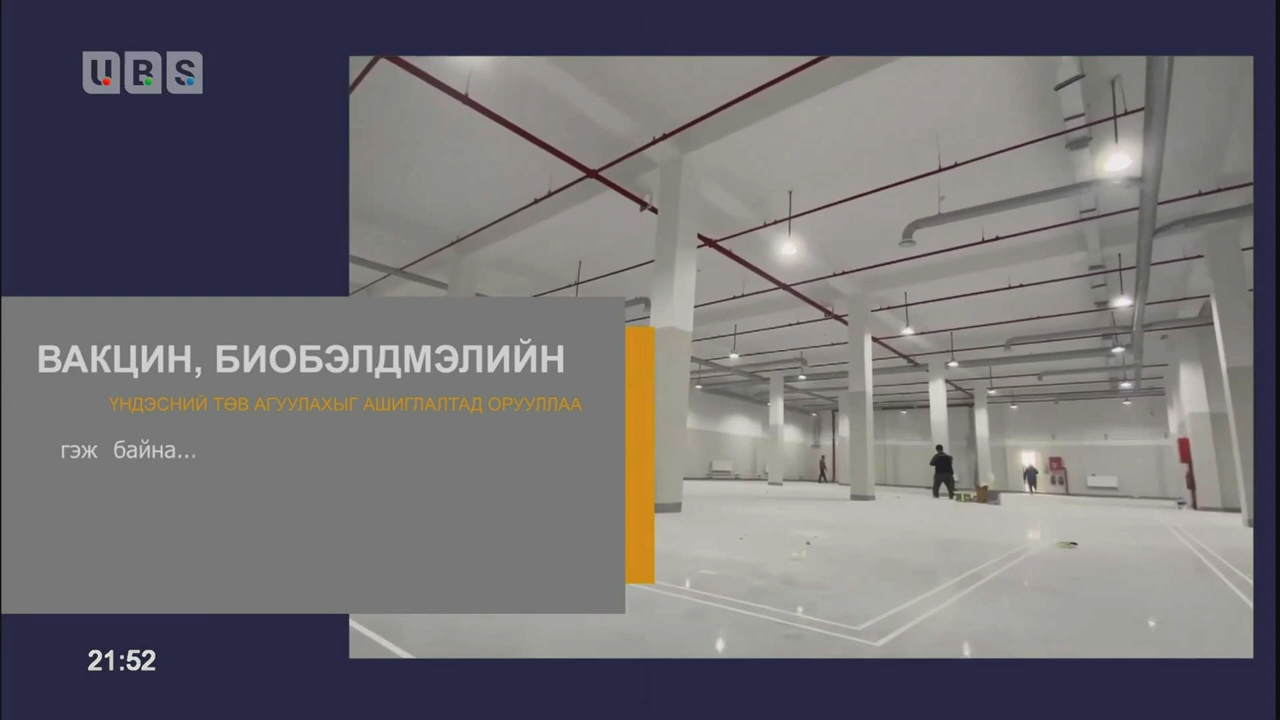 UBS
ВАКЦИН, БИОБЭЛДМЭЛИЙН
ҮНДЭСНИЙ ТӨВ АГУУЛАХЫГ АШИГЛАЛТАД ОРУУЛЛАА
гэж байна...
21:52